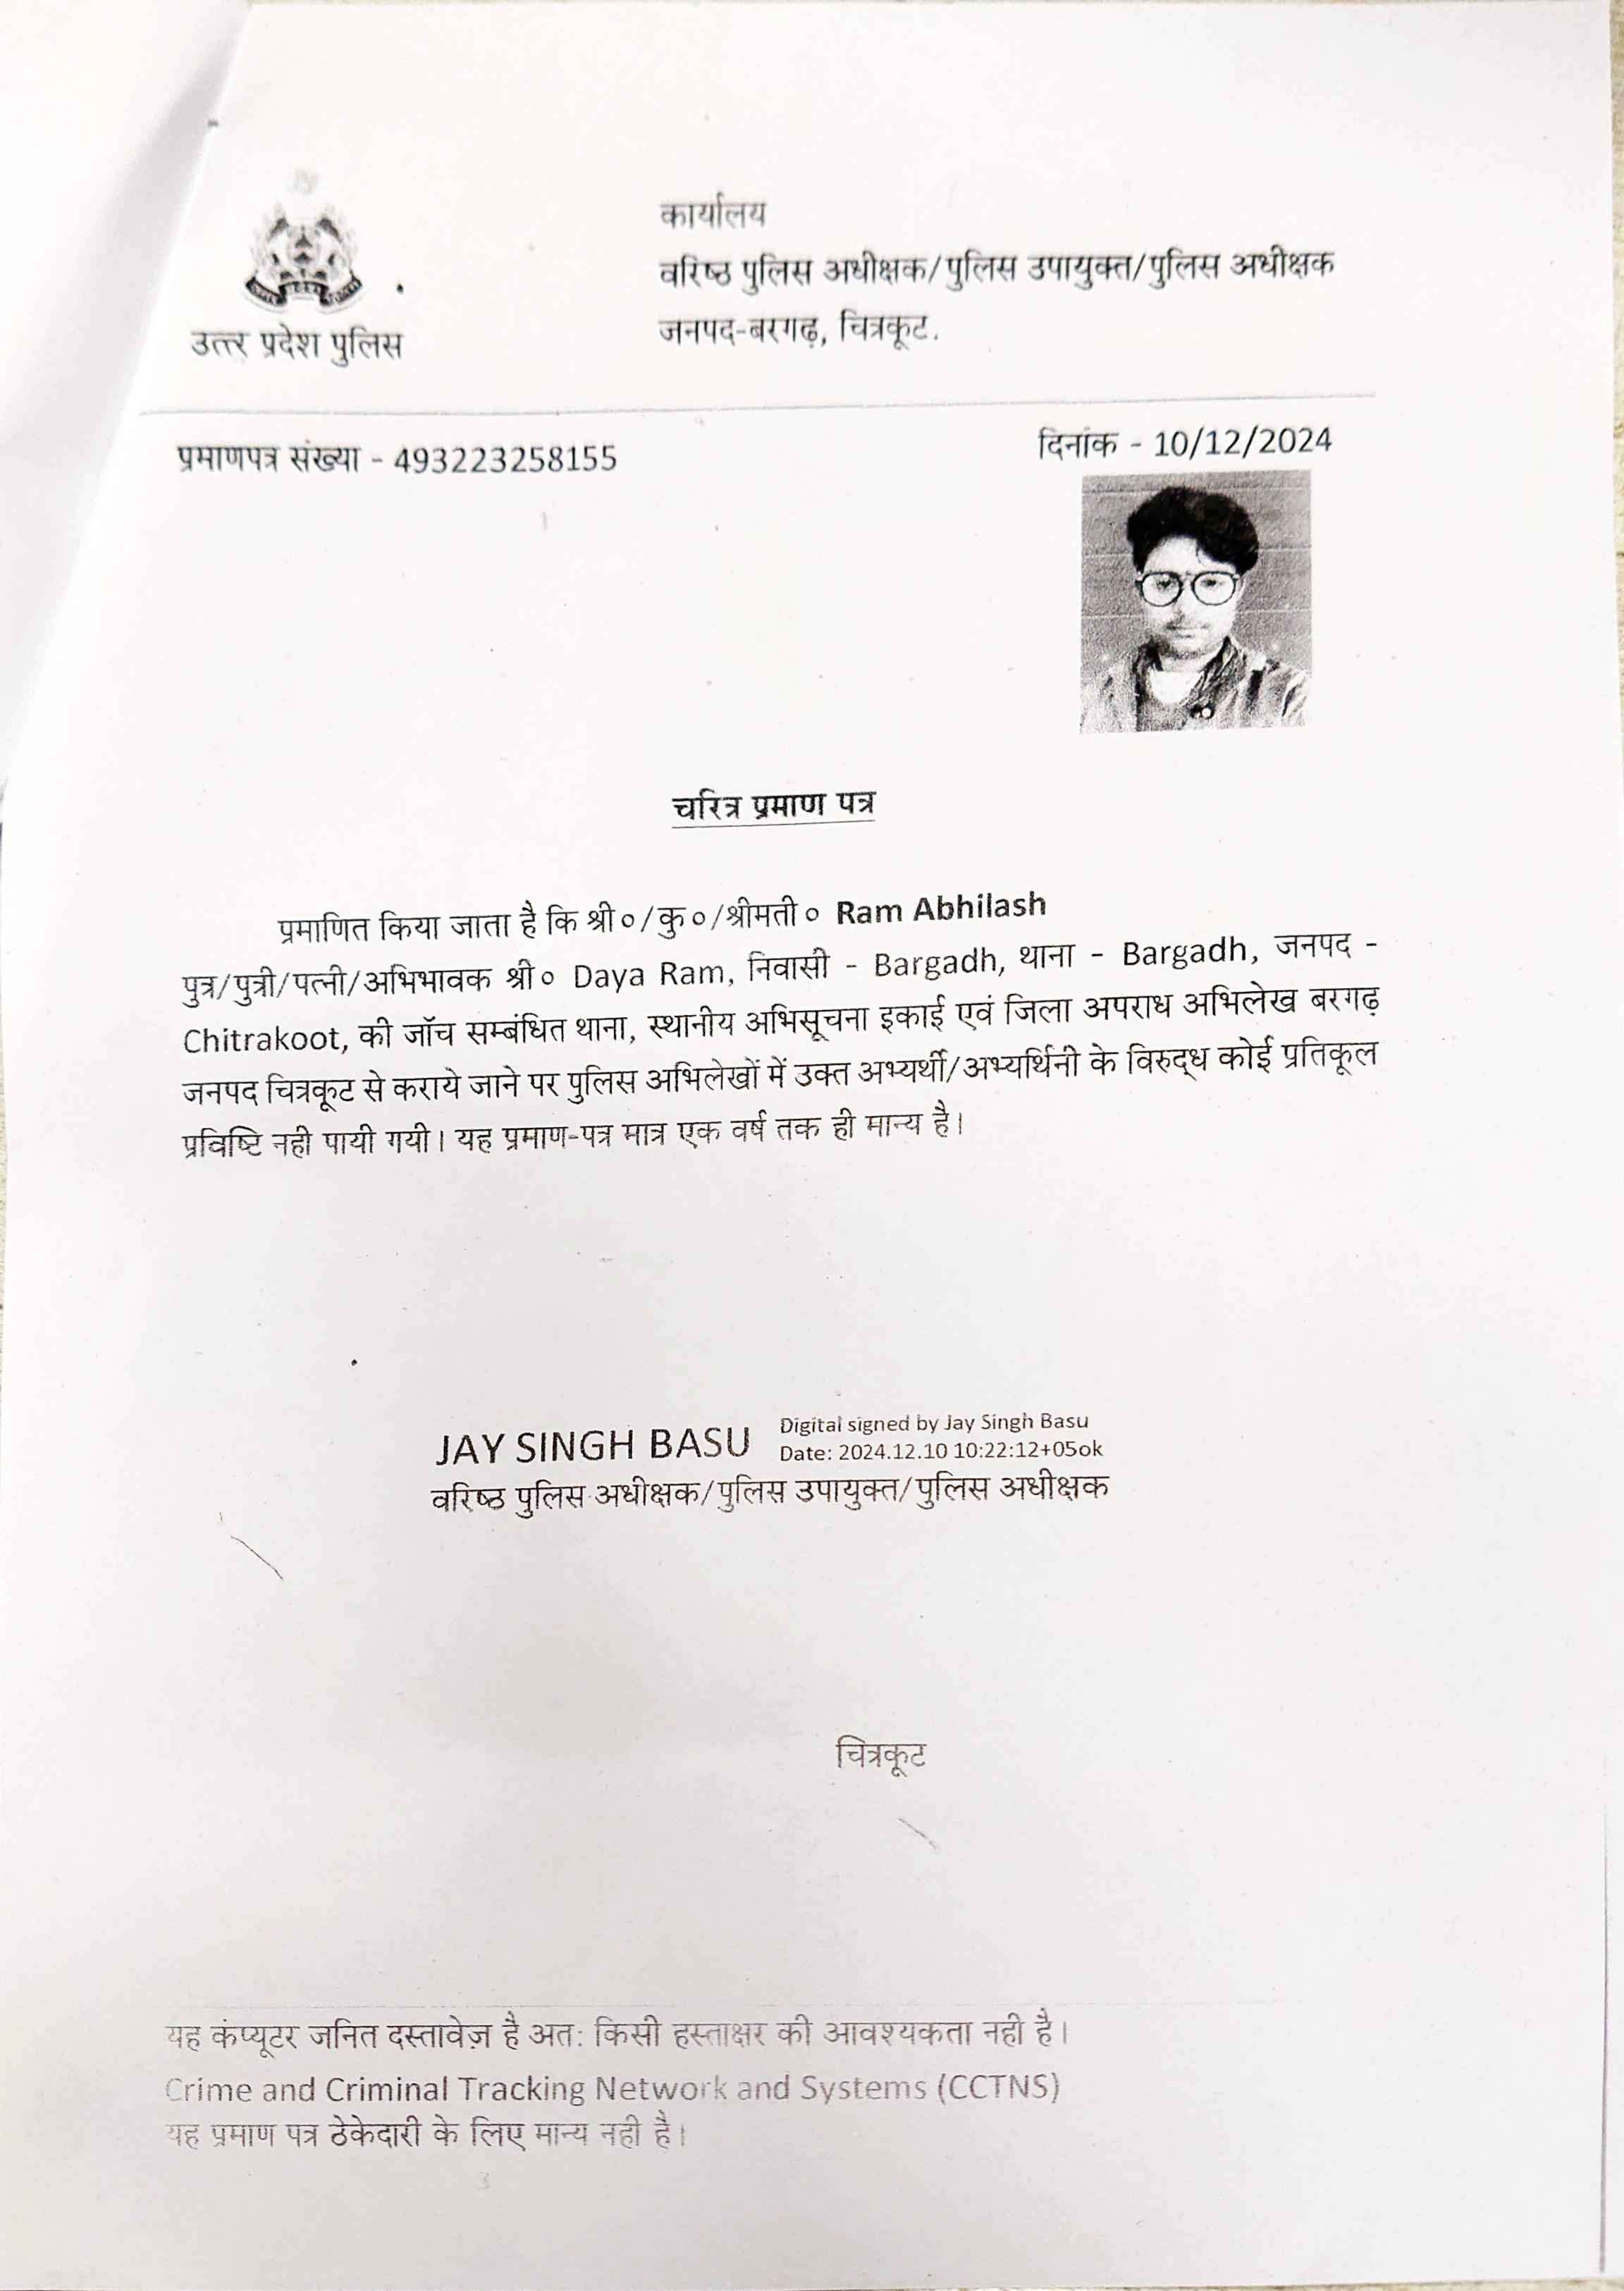 कार्यालय
वरिष्ठ पुलिस अधीक्षक/पुलिस उपायुक्त/पुलिस अधीक्षक
जनपद-बरगढ़, चित्रकूट.
उत्तर प्रदेश पुलिस
प्रमाणपत्र संख्या - 493223258155
दिनांक - 10/12/2024
चरित्र प्रमाण पत्र
प्रमाणित किया जाता है कि श्री०/कु०/श्रीमती० Ram Abhilash
पुत्र/पुत्री/पत्नी/अभिभावक श्री० Daya Ram, निवासी - Bargadh, थाना - Bargadh, जनपद -
Chitrakoot, की जॉच सम्बंधित थाना, स्थानीय अभिसूचना इकाई एवं जिला अपराध अभिलेख बरगढ़
जनपद चित्रकूट से कराये जाने पर पुलिस अभिलेखों में उक्त अभ्यर्थी/अभ्यर्थिनी के विरुद्ध कोई प्रतिकूल
प्रविष्टि नही पायी गयी। यह प्रमाण-पत्र मात्र एक वर्ष तक ही मान्य है।
JAY SINGH BASU
Digital signed by Jay Singh Basu
Date: 2024.12.10 10:22:12+05ok
वरिष्ठ पुलिस अधीक्षक/पुलिस उपायुक्त/पुलिस अधीक्षक
चित्रकूट
यह कंप्यूटर जनित दस्तावेज़ है अत: किसी हस्ताक्षर की आवश्यकता नही है।
Crime and Criminal Tracking Network and Systems (CCTNS)
यह प्रमाण पत्र ठेकेदारी के लिए मान्य नही है।